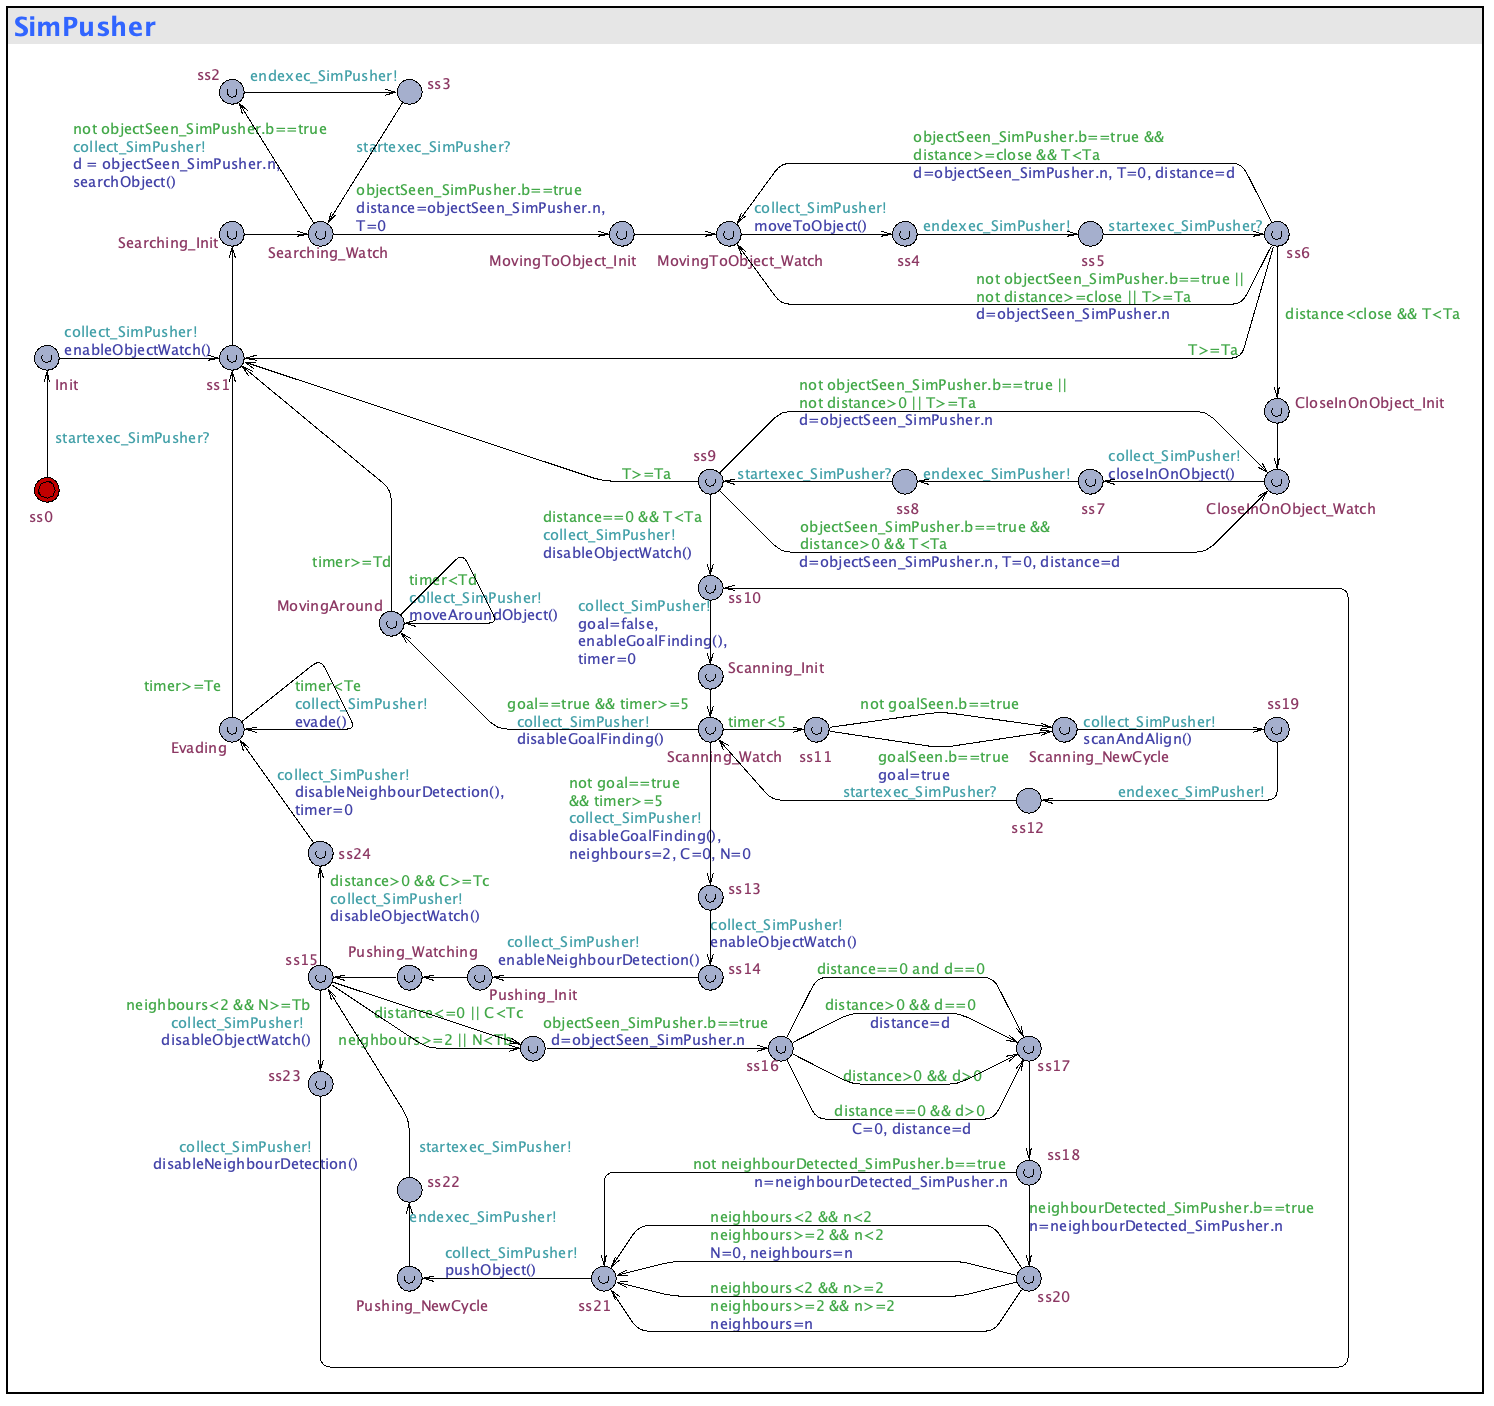 SimPusher
ss2
endexec_SimPusher!
ss3
not objectSeen_SimPusher.b==true
collect_SimPusher!
d = objectSeen_SimPusher.n,
searchObject()
startexec_SimPusher?
objectSeen_SimPusher.b==true
distance=objectSeen_SimPusher.n,
T=0
Searching_Init
Searching_Watch
MovingToObject_Init
MovingToObject_Watch
collect_SimPusher!
moveToObject()
ss4
endexec_SimPusher!
ss5
startexec_SimPusher?
ss6
objectSeen_SimPusher.b==true &&
distance>=close && T<Ta
d=objectSeen_SimPusher.n, T=0, distance=d
not objectSeen_SimPusher.b==true ||
not distance>=close || T>=Ta
d=objectSeen_SimPusher.n
distance<close && T<Ta
T>=Ta
collect_SimPusher!
enableObjectWatch()
Init
ss1
startexec_SimPusher?
ss0
not objectSeen_SimPusher.b==true ||
not distance>0 || T>=Ta
d=objectSeen_SimPusher.n
CloseInOnObject_Init
ss9
T>=Ta
startexec_SimPusher?
ss8
endexec_SimPusher!
ss7
collect_SimPusher!
closeInOnObject()
CloseInOnObject_Watch
distance==0 && T<Ta
collect_SimPusher!
disableObjectWatch()
objectSeen_SimPusher.b==true &&
distance>0 && T<Ta
d=objectSeen_SimPusher.n, T=0, distance=d
timer>=Td
timer<Td
collect_SimPusher!
moveAroundObject()
MovingAround
ss10
collect_SimPusher!
goal=false,
enableGoalFinding(),
timer=0
Scanning_Init
timer>=Te
timer<Te
collect_SimPusher!
evade()
Evading
goal==true && timer>=5
collect_SimPusher!
disableGoalFinding()
Scanning_Watch
timer<5
ss11
not goalSeen.b==true
goalSeen.b==true
goal=true
Scanning_NewCycle
collect_SimPusher!
scanAndAlign()
ss19
startexec_SimPusher?
ss12
endexec_SimPusher!
collect_SimPusher!
disableNeighbourDetection(),
timer=0
not goal==true
&& timer>=5
collect_SimPusher!
disableGoalFinding(),
neighbours=2, C=0, N=0
ss24
distance>0 && C>=Tc
collect_SimPusher!
disableObjectWatch()
ss13
collect_SimPusher!
enableObjectWatch()
ss14
ss15
Pushing_Watching
collect_SimPusher!
enableNeighbourDetection()
Pushing_Init
neighbours<2 && N>=Tb
collect_SimPusher!
disableObjectWatch()
ss23
distance<=0 || C<Tc
neighbours>=2 || N<Tb
objectSeen_SimPusher.b==true
d=objectSeen_SimPusher.n
ss16
distance==0 and d==0
distance>0 && d==0
distance=d
distance>0 && d>0
distance==0 && d>0
C=0, distance=d
ss17
collect_SimPusher!
disableNeighbourDetection()
startexec_SimPusher!
ss22
endexec_SimPusher!
not neighbourDetected_SimPusher.b==true
n=neighbourDetected_SimPusher.n
ss18
neighbourDetected_SimPusher.b==true
n=neighbourDetected_SimPusher.n
neighbours<2 && n<2
neighbours>=2 && n<2
N=0, neighbours=n
neighbours<2 && n>=2
neighbours>=2 && n>=2
neighbours=n
collect_SimPusher!
pushObject()
Pushing_NewCycle
ss21
ss20